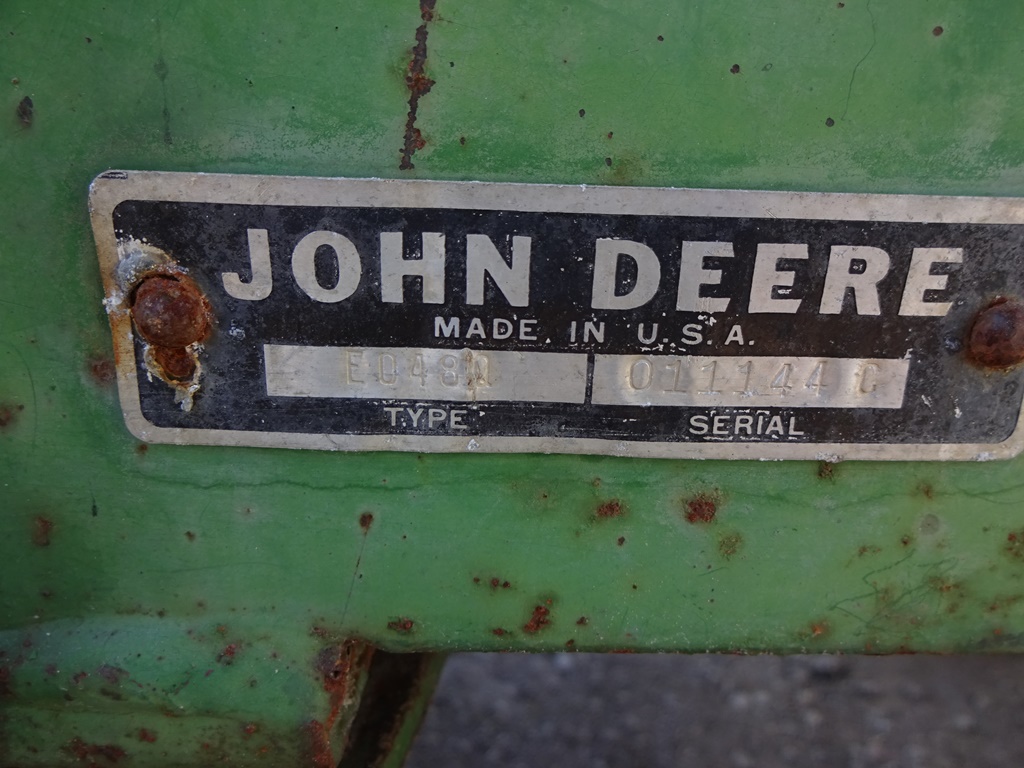 JOHN DEERE
MADE IN U.S.A.
011144 C
TYPE SERIAL